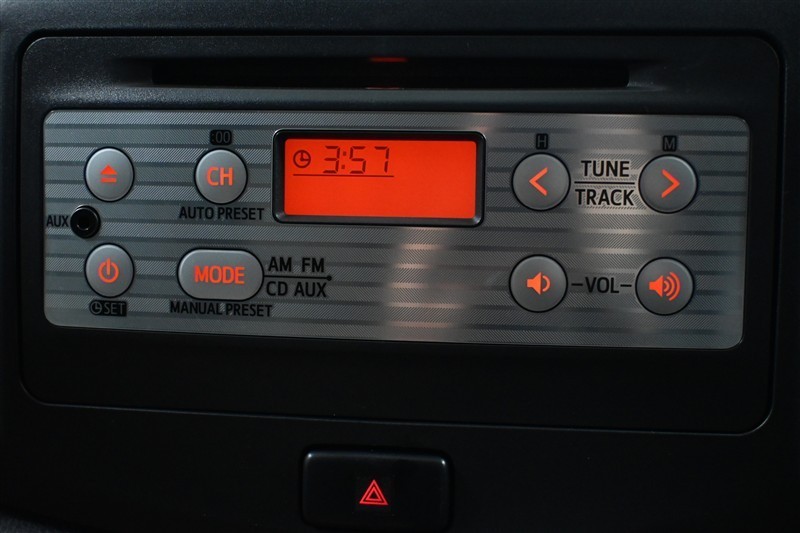 :00
H
M
CH
AUTO PRESET
3:57
TUNE
TRACK
AUX
MODE
AM FM
CD AUX
VOL
SET
MANUAL PRESET